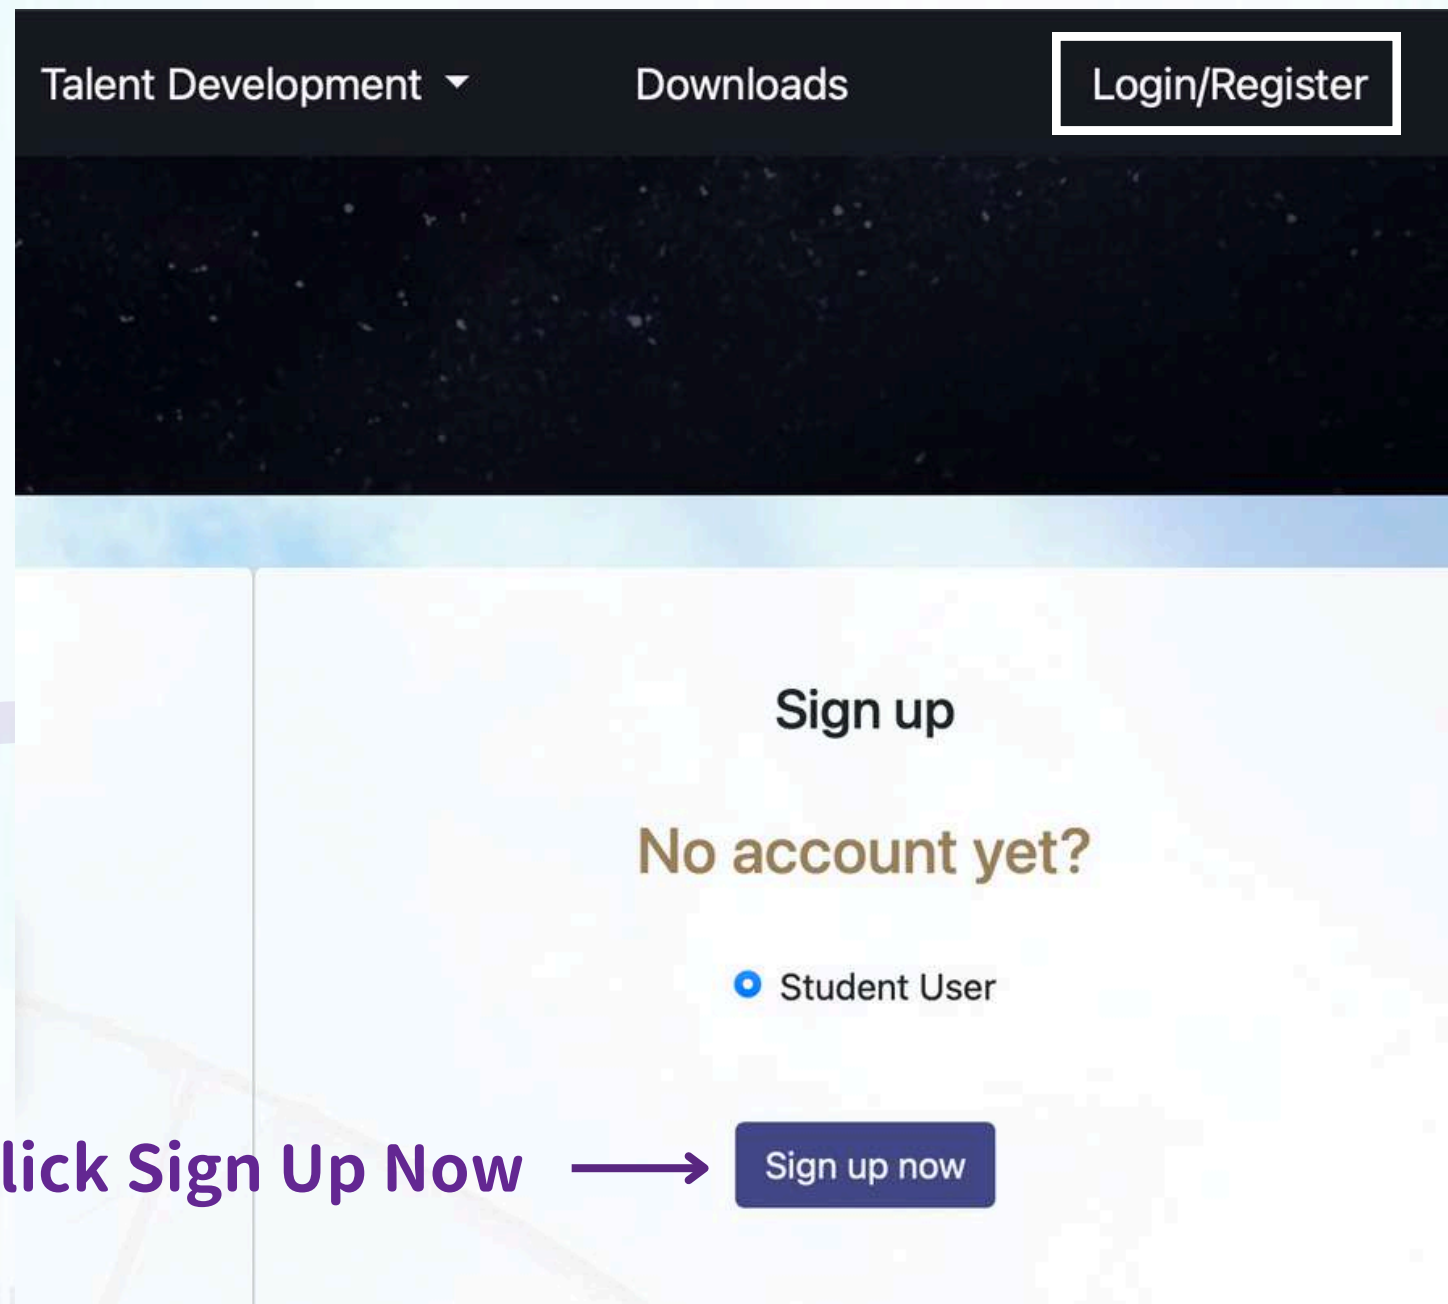 Talent Development Downloads Login/Register
Sign up
No account yet?
Student User
lick Sign Up Now Sign up now